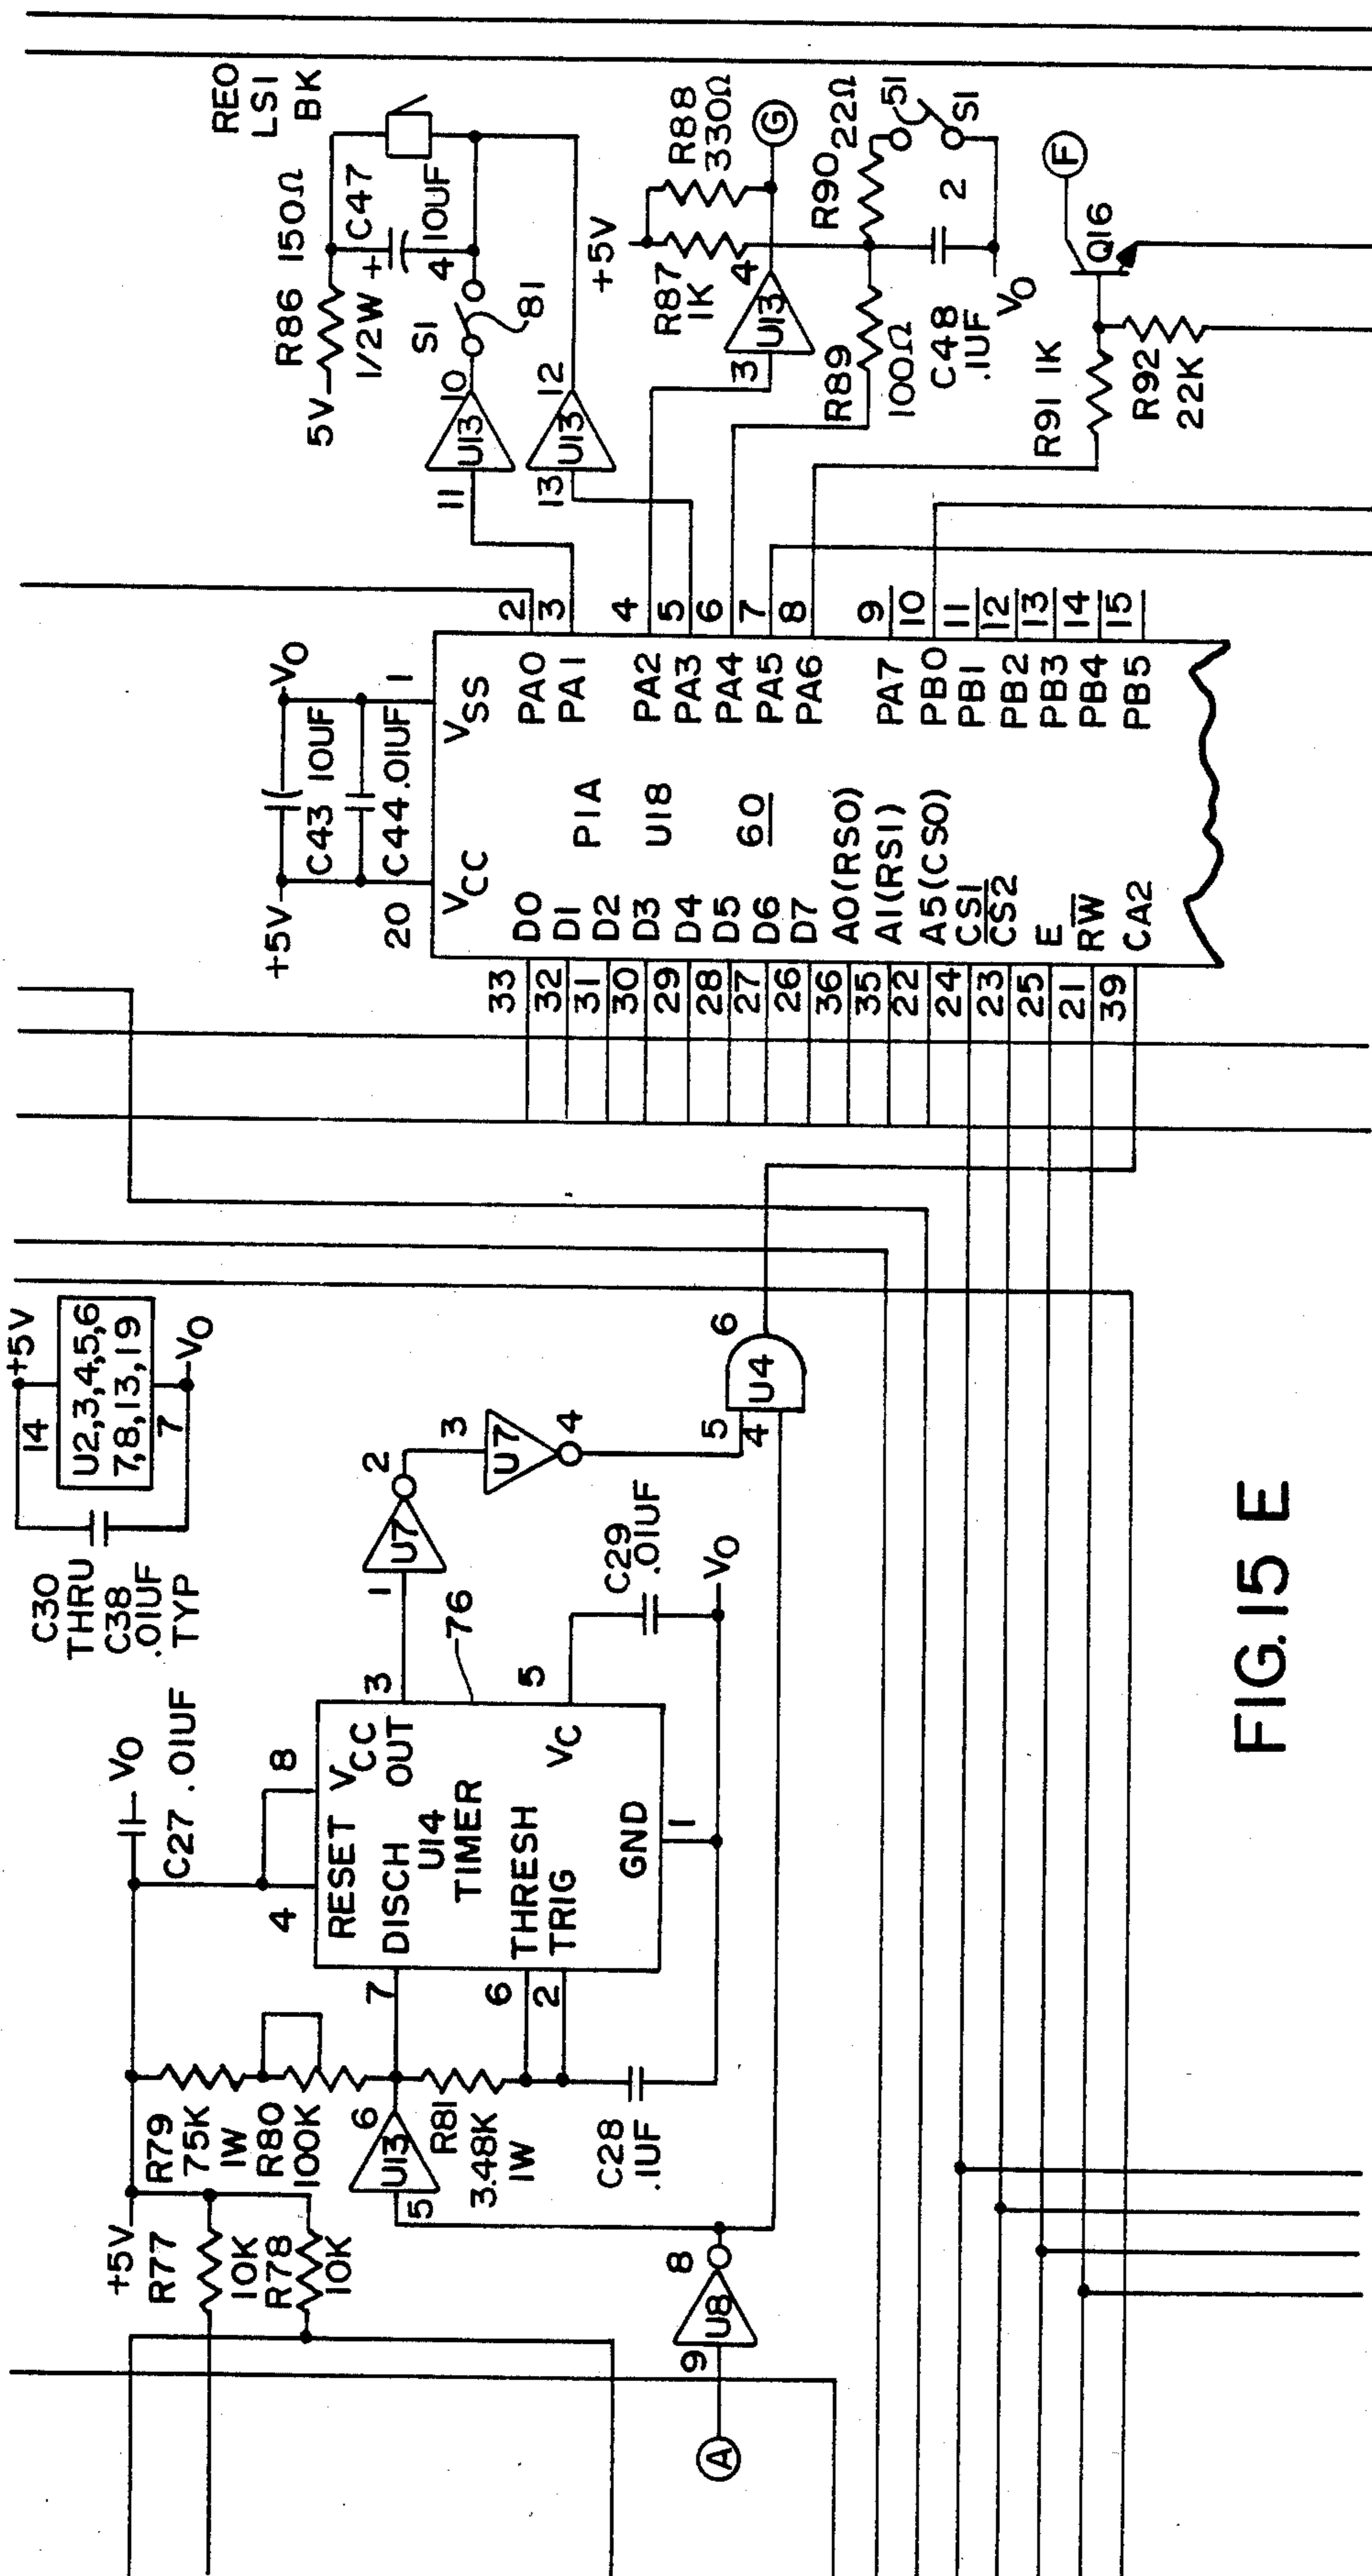 RED
LS1
BK
R86 150Ω
1/2W
5V
C47
+
10UF
4
S1
81
11
U13
10
13
U13
12
+5V
R87
1K
R88
330Ω
3
U13
4
G
R89
100Ω
R90
22Ω
51
S1
2
C48
.1UF
V0
F
R91 1K
R92
22K
Q16
+5V
V0
C43 10UF
C44 .01UF
20
1
VCC
VSS
PIA
U18
60
33 D0
32 D1
31 D2
30 D3
29 D4
28 D5
27 D6
26 D7
36 A0(RS0)
35 A1(RS1)
22 A5(CS0)
24 CS1
23 CS2
25 E
21 RW
39 CA2
PA0 2
PA1 3
PA2 4
PA3 5
PA4 6
PA5 7
PA6 8
PA7 9
PB0 10
PB1 11
PB2 12
PB3 13
PB4 14
PB5 15
C30
THRU
C38
.01UF
TYP
+5V
14
U2,3,4,5,6
7,8,13,19
7
V0
+5V
R77
10K
R78
10K
R79
75K
1W
R80
100K
C27 .01UF
V0
4
8
RESET
VCC
7
DISCH
OUT
3
U14
TIMER
76
6
THRESH
2
TRIG
VC
5
GND
1
5
U13
6
R81
3.48K
1W
C28
.1UF
C29
.01UF
V0
1
U7
2
3
U7
4
5
4
U4
6
A
9
U8
8
FIG.15 E